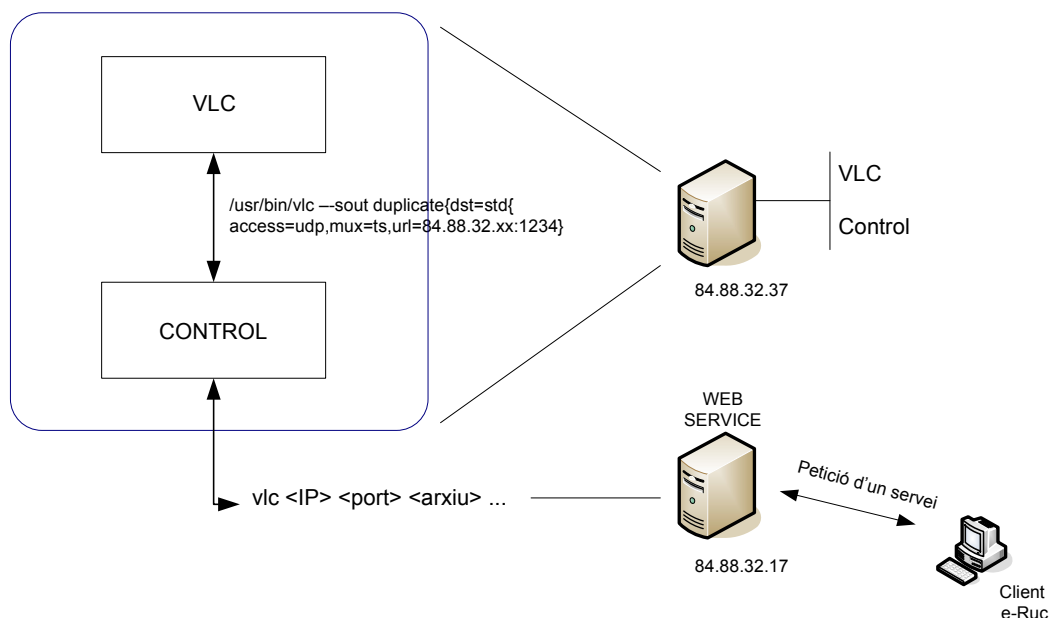 VLC
/usr/bin/vlc –-sout duplicate{dst=std{
access=udp,mux=ts,url=84.88.32.xx:1234}
CONTROL
vlc <IP> <port> <arxiu> ...
VLC
Control
84.88.32.37
WEB
SERVICE
84.88.32.17
Petició d'un servei
Client
e-Ruc